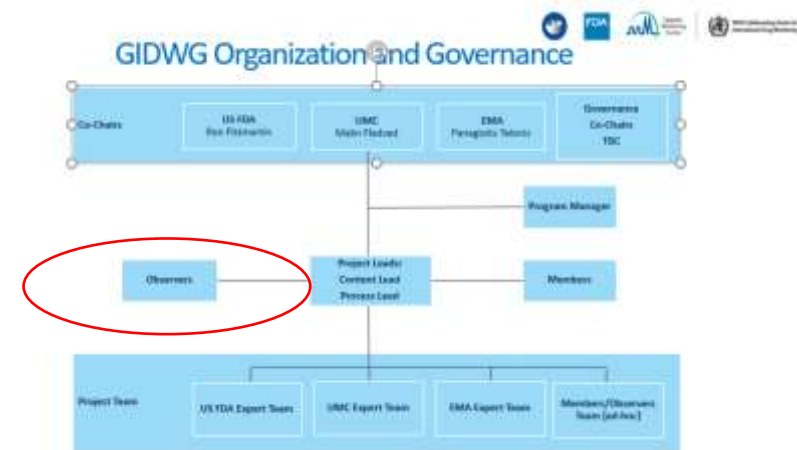 GIDWG Organization and Governance
FDA
Co-Chairs
US FDA
UMC
EMA
Governance
Co-Chairs
TBC
Program Manager
Observers
Project Leads:
Content Lead
Process Lead
Members
Project Team
US FDA Expert Team
UMC Expert Team
EMA Expert Team
Members/Observers
Team [ad-hoc]